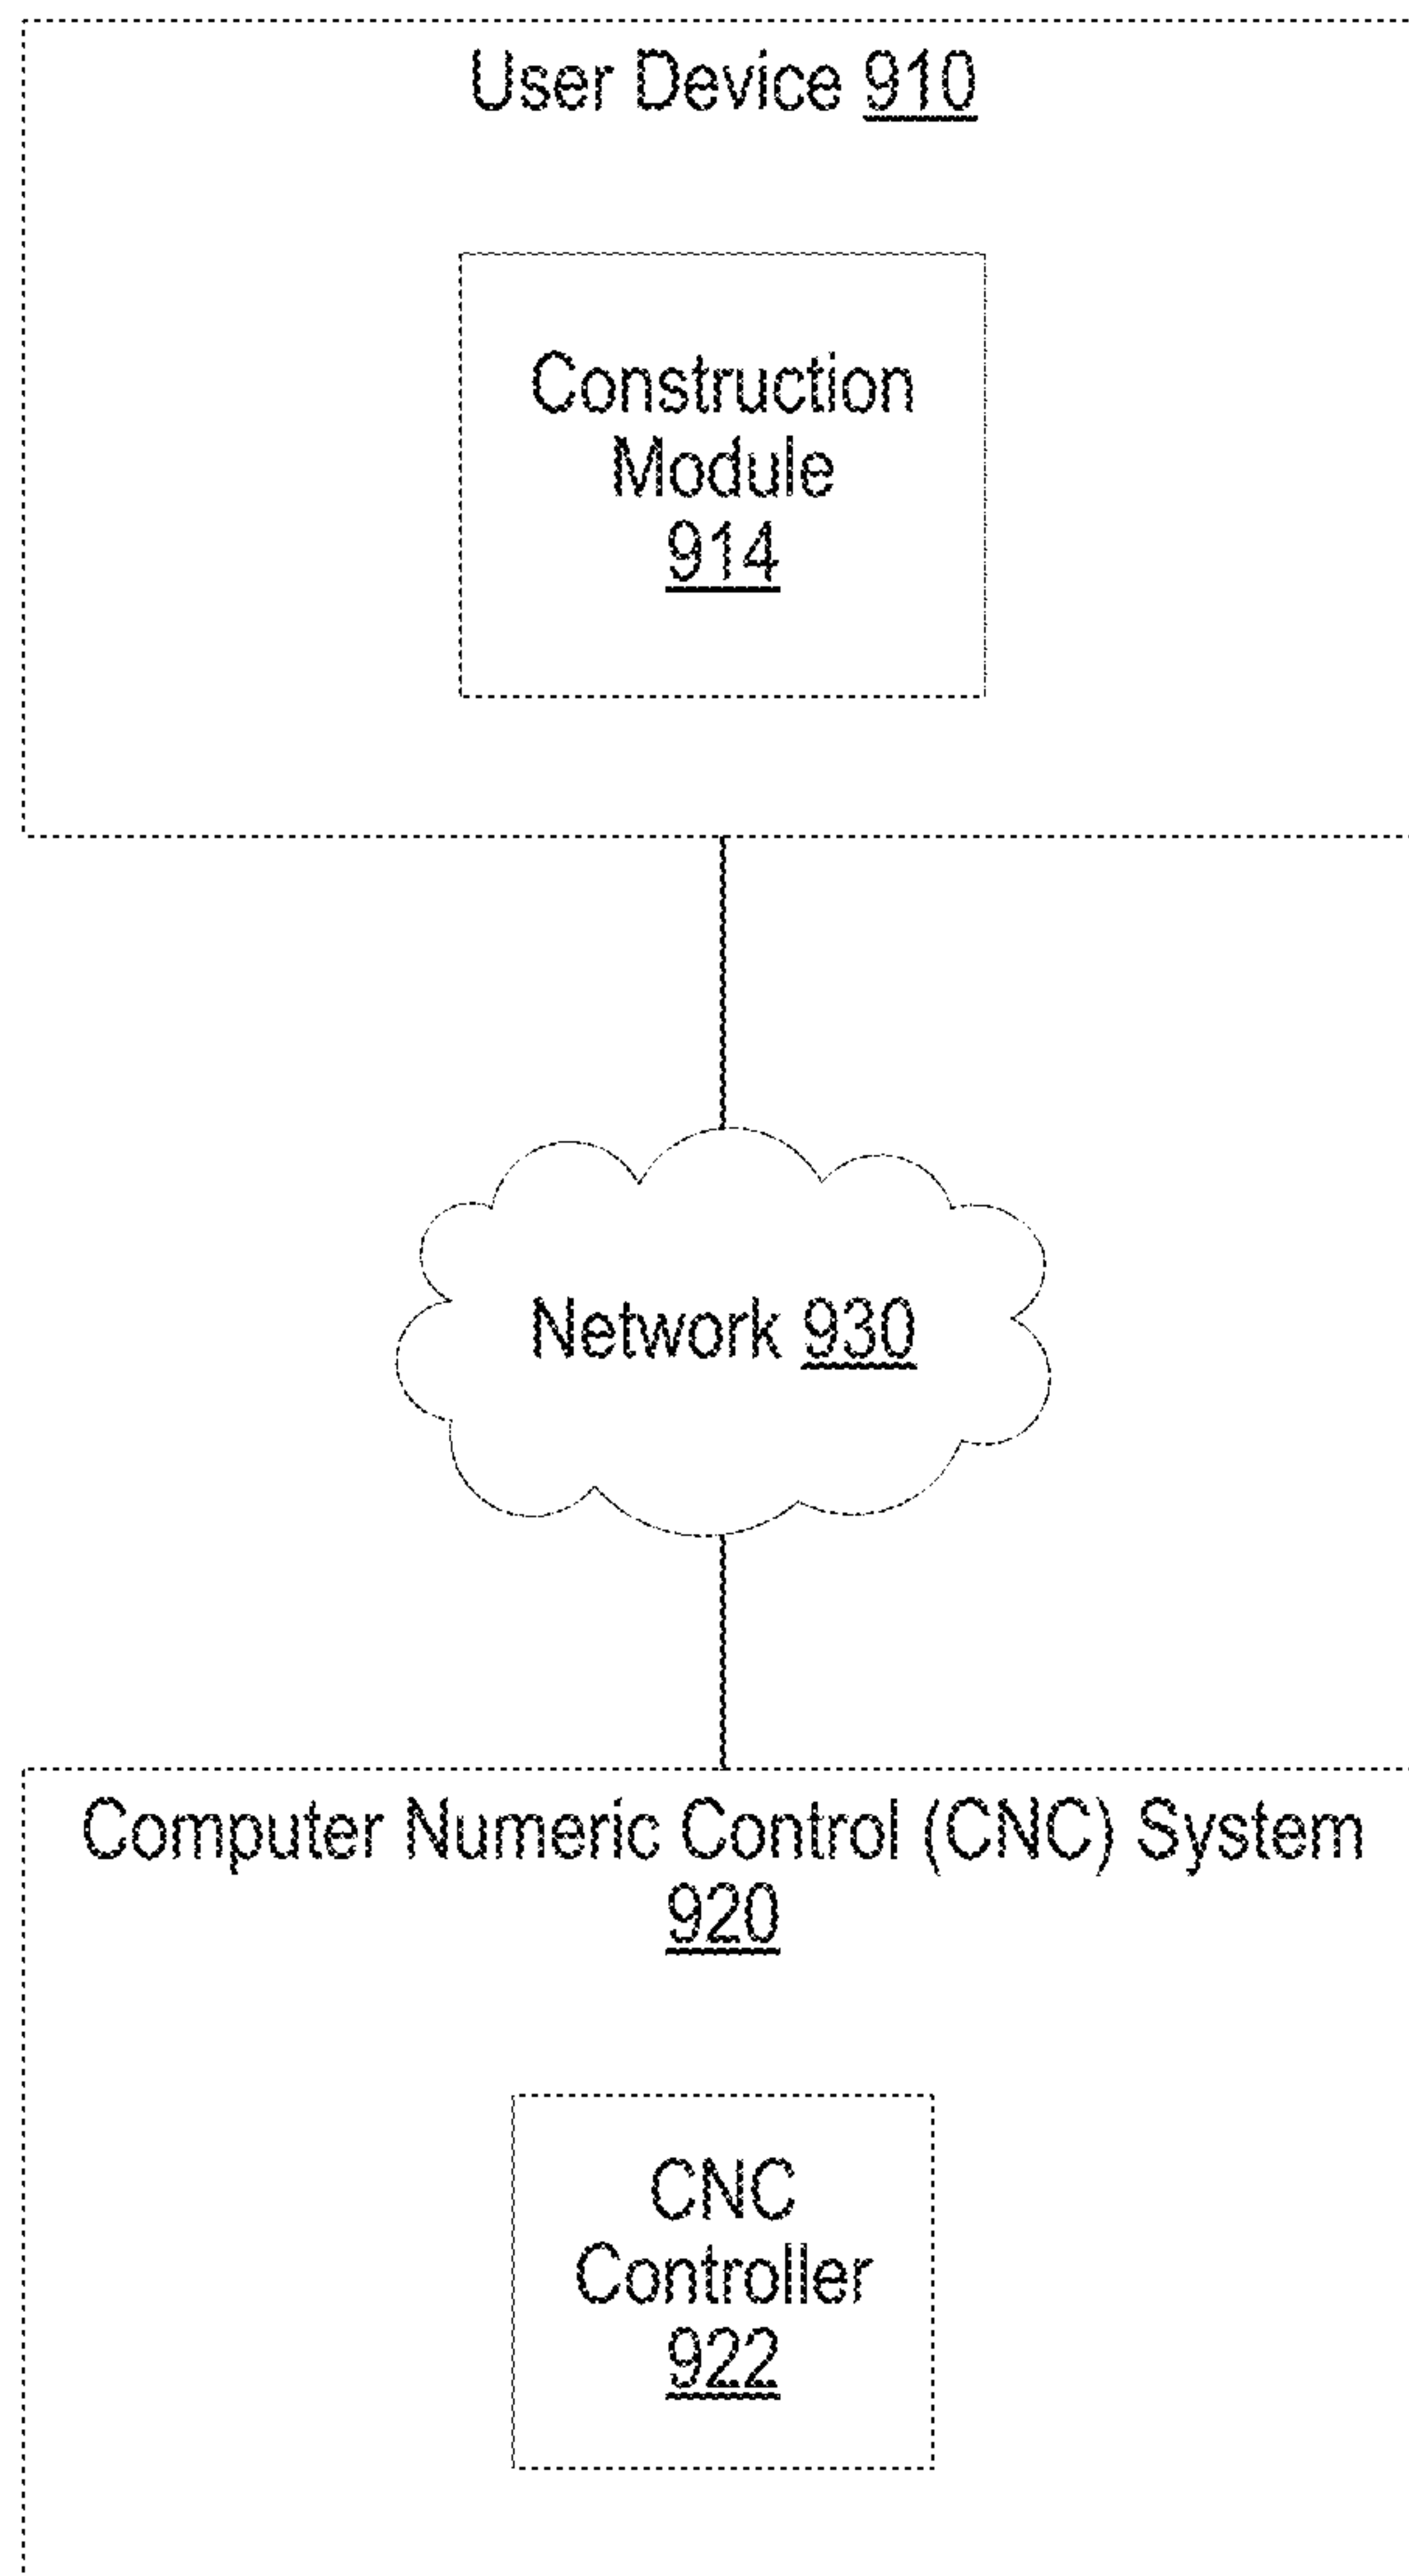 User Device 910
Construction
Module
914
Network 930
Computer Numeric Control (CNC) System
920
CNC
Controller
922